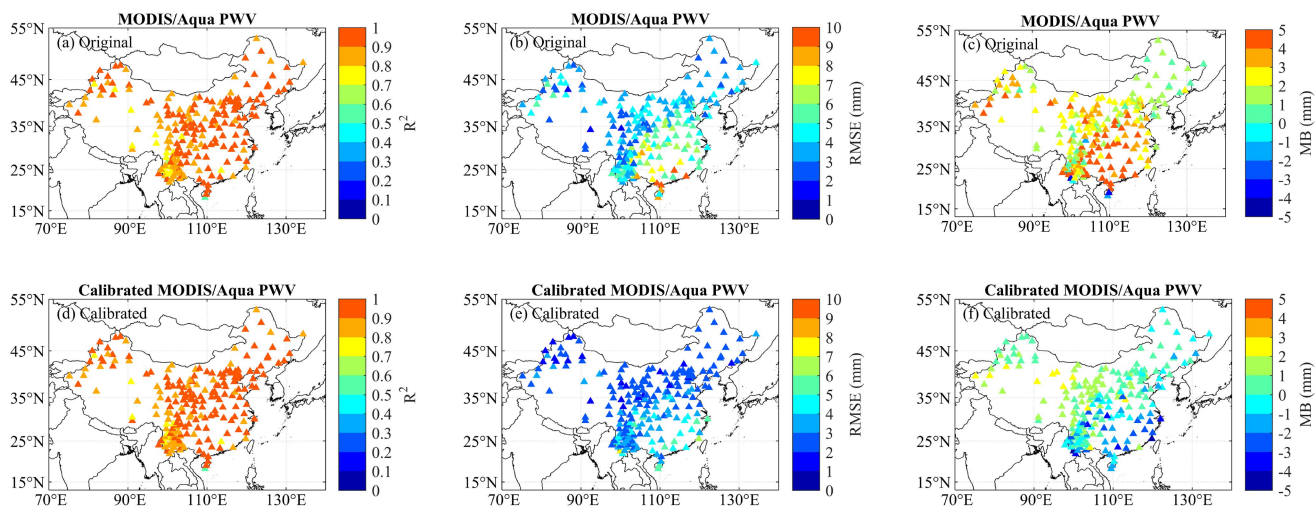 MODIS/Aqua PWV
(a) Original
55°N
45°N
35°N
25°N
15°N
70°E 90°E 110°E 130°E
1
0.9
0.8
0.7
0.6
0.5
0.4
0.3
0.2
0.1
0
R²
MODIS/Aqua PWV
(b) Original
55°N
45°N
35°N
25°N
15°N
70°E 90°E 110°E 130°E
10
9
8
7
6
5
4
3
2
1
0
RMSE (mm)
MODIS/Aqua PWV
(c) Original
55°N
45°N
35°N
25°N
15°N
70°E 90°E 110°E 130°E
5
4
3
2
1
0
-1
-2
-3
-4
-5
MB (mm)
Calibrated MODIS/Aqua PWV
(d) Calibrated
55°N
45°N
35°N
25°N
15°N
70°E 90°E 110°E 130°E
1
0.9
0.8
0.7
0.6
0.5
0.4
0.3
0.2
0.1
0
R²
Calibrated MODIS/Aqua PWV
(e) Calibrated
55°N
45°N
35°N
25°N
15°N
70°E 90°E 110°E 130°E
10
9
8
7
6
5
4
3
2
1
0
RMSE (mm)
Calibrated MODIS/Aqua PWV
(f) Calibrated
55°N
45°N
35°N
25°N
15°N
70°E 90°E 110°E 130°E
5
4
3
2
1
0
-1
-2
-3
-4
-5
MB (mm)